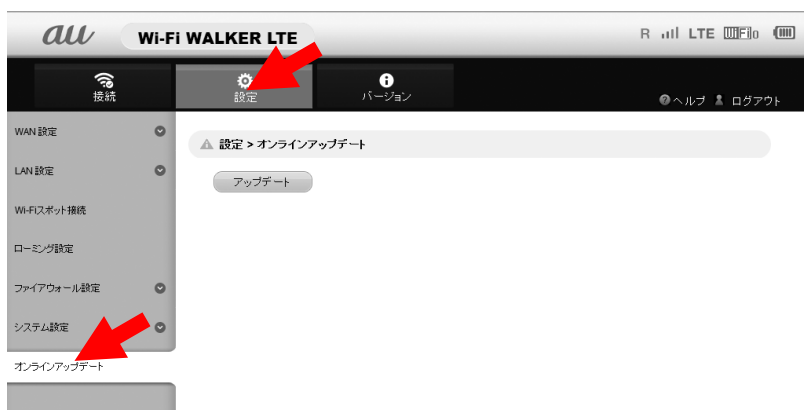 au Wi-Fi WALKER LTE
R LTE
接続
設定
バージョン
ヘルプ ログアウト
WAN 設定
設定 > オンラインアップデート
LAN 設定
アップデート
Wi-Fiスポット接続
ローミング設定
ファイアウォール設定
システム設定
オンラインアップデート